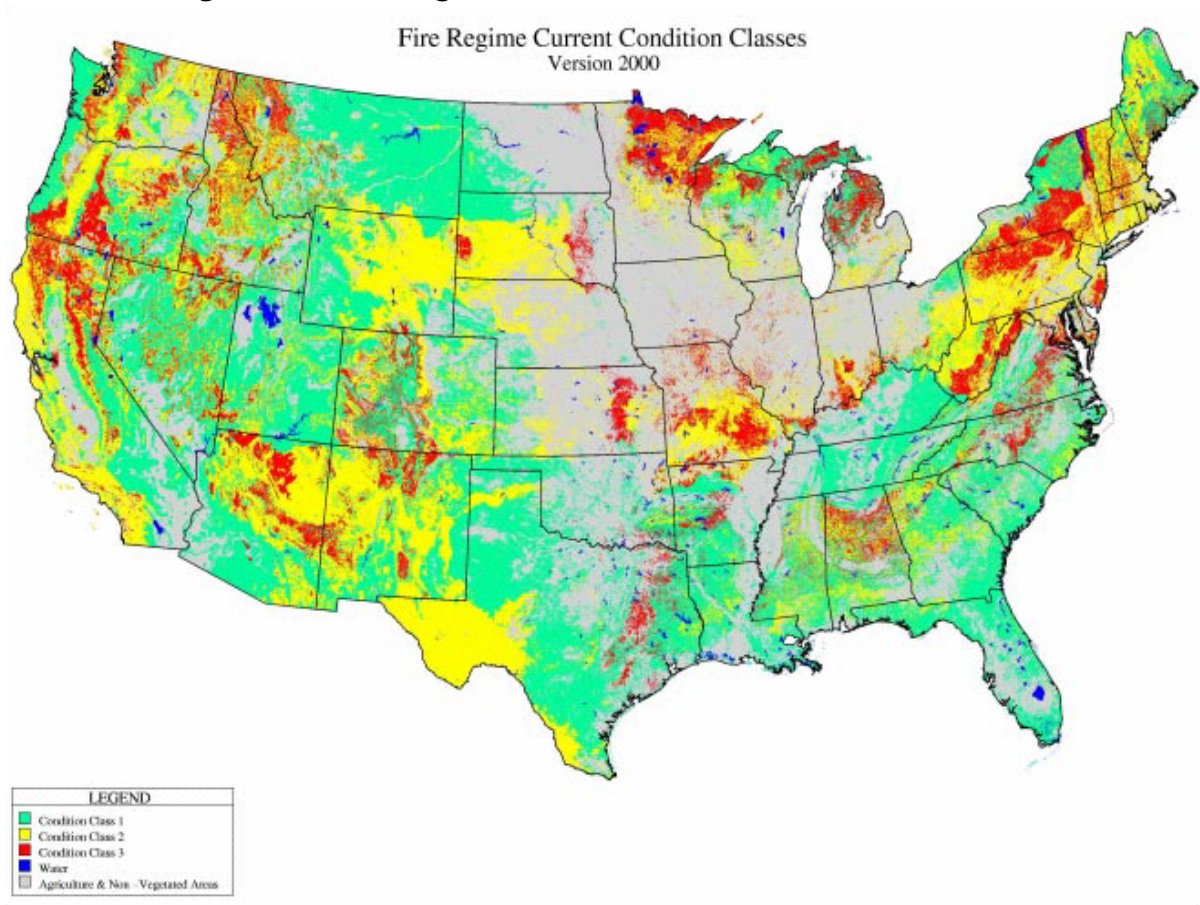 Fire Regime Current Condition Classes
Version 2000
LEGEND
Condition Class 1
Condition Class 2
Condition Class 3
Water
Agriculture & Non - Vegetated Areas